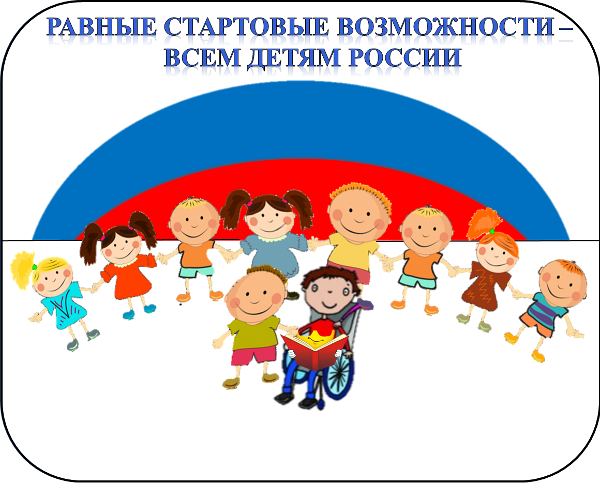 РАВНЫЕ СТАРТОВЫЕ ВОЗМОЖНОСТИ –
ВСЕМ ДЕТЯМ РОССИИ